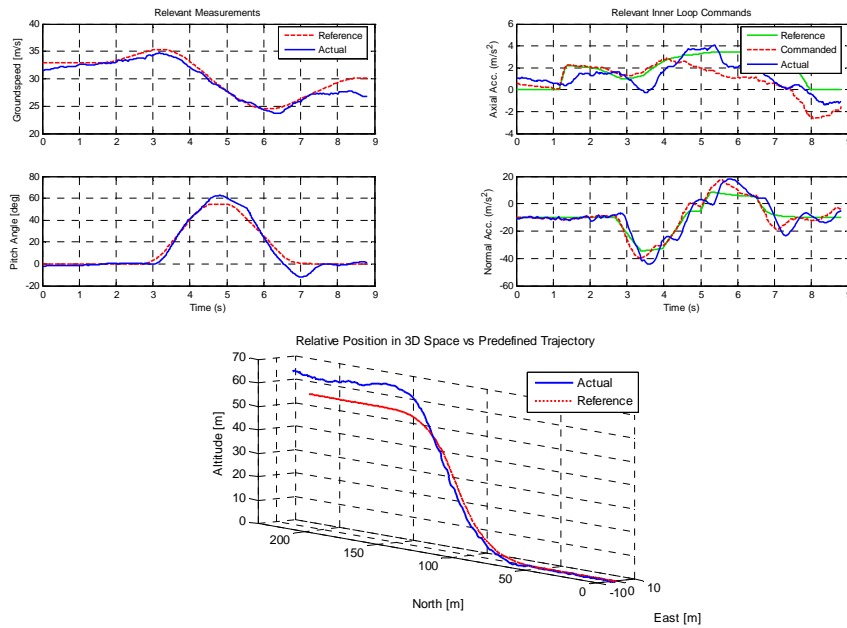 Relevant Measurements
Groundspeed [m/s]
40
35
30
25
20
0 1 2 3 4 5 6 7 8 9
Reference
Actual
Pitch Angle [deg]
80
60
40
20
0
-20
0 1 2 3 4 5 6 7 8 9
Time (s)
Relevant Inner Loop Commands
Axial Acc. (m/s²)
6
4
2
0
-2
-4
0 1 2 3 4 5 6 7 8 9
Reference
Commanded
Actual
Normal Acc. (m/s²)
20
0
-20
-40
-60
0 1 2 3 4 5 6 7 8 9
Time (s)
Relative Position in 3D Space vs Predefined Trajectory
Altitude [m]
70
60
50
40
30
20
10
0
Actual
Reference
200
150
100
50
0
North [m]
-10
0
10
East [m]